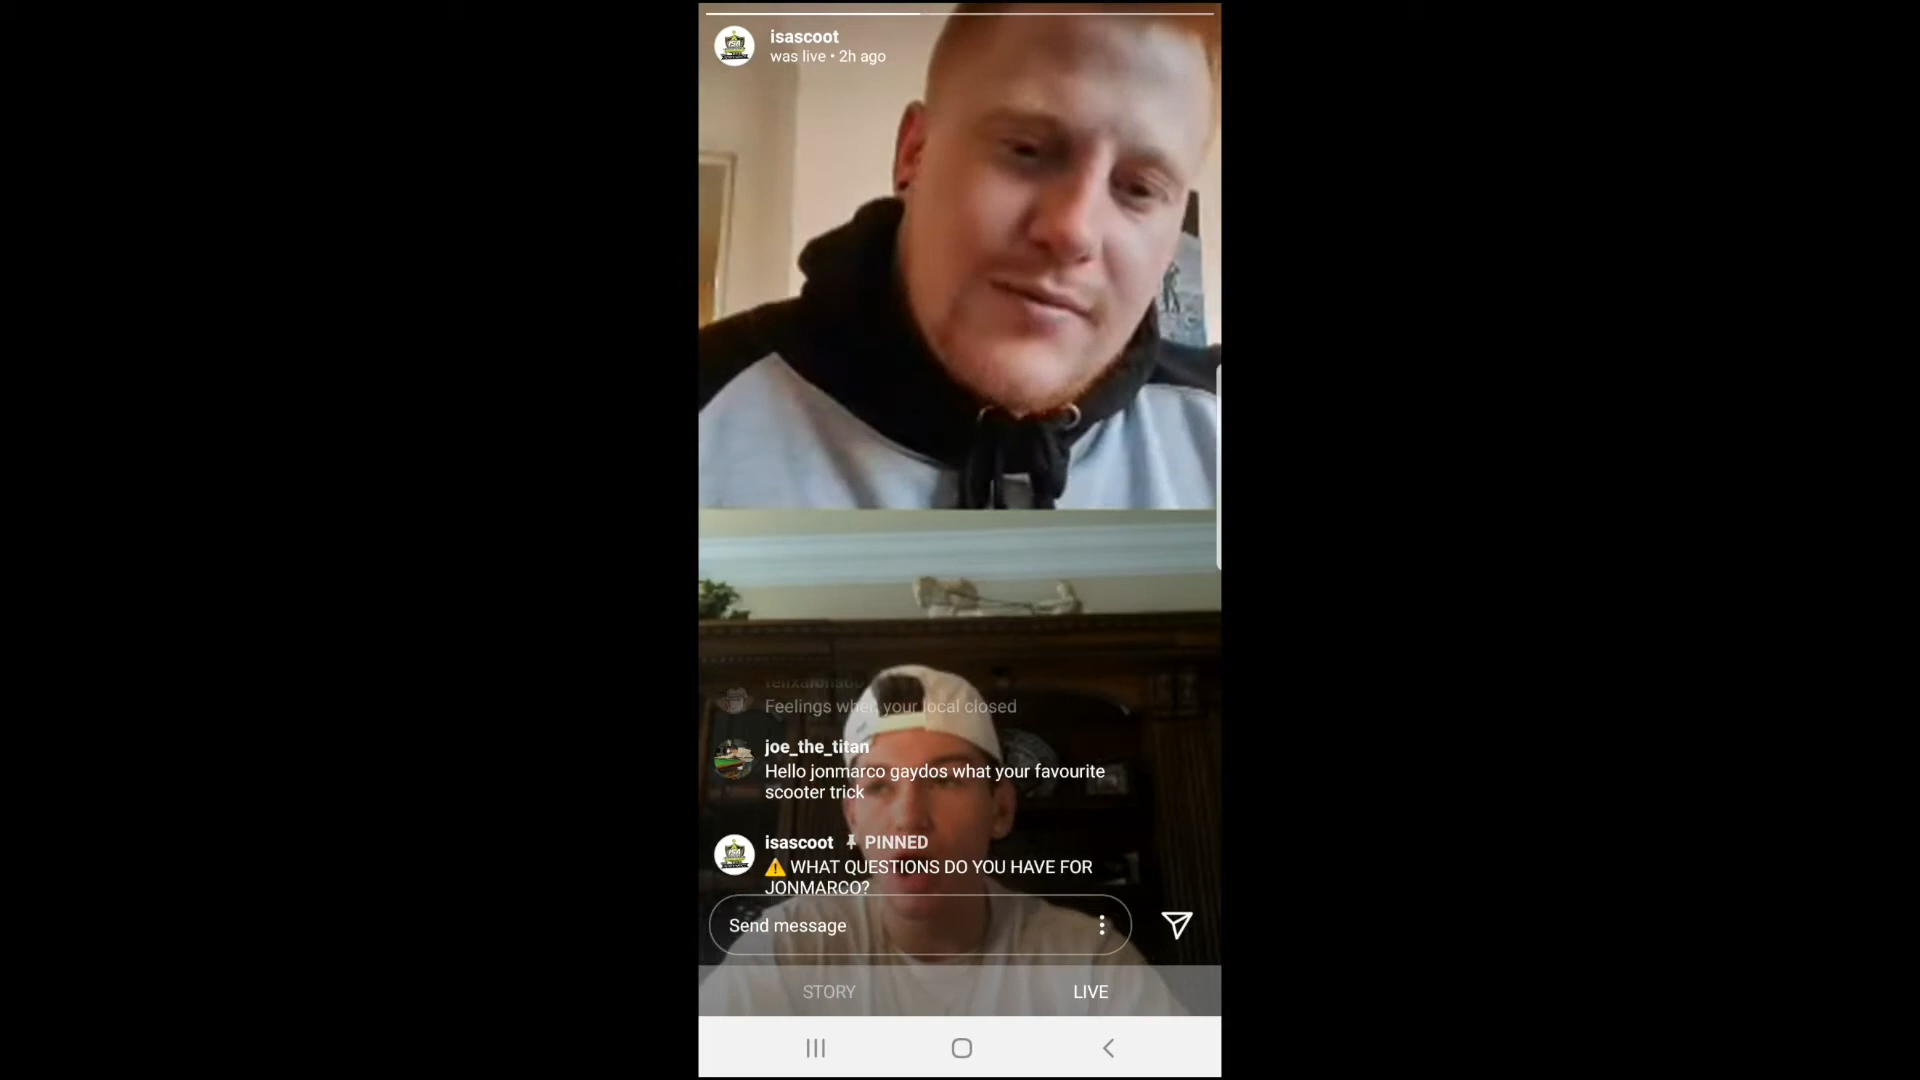 isascoot
was live • 2h ago
Feelings when your local closed
joe_the_titan
Hello jonmarco gaydos what your favourite
scooter trick
isascoot PINNED
⚠️ WHAT QUESTIONS DO YOU HAVE FOR
JONMARCO?
Send message
STORY LIVE